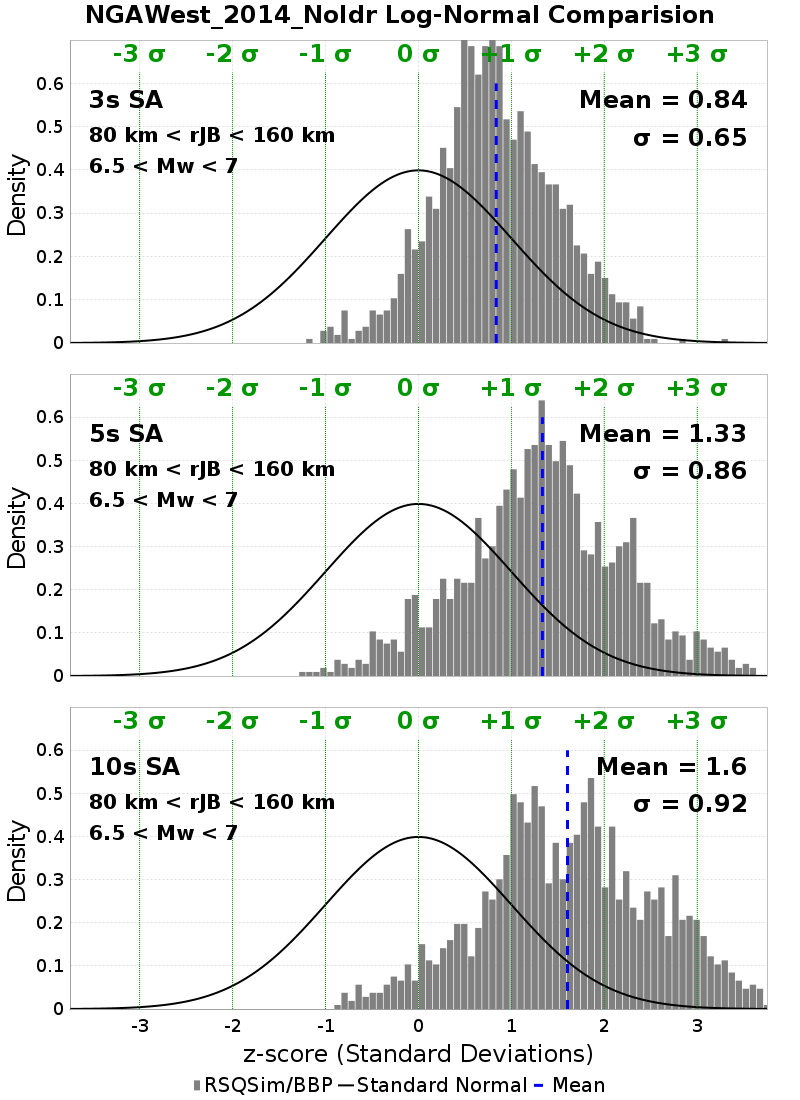 NGAWest_2014_NoIdr Log-Normal Comparision
-3 σ -2 σ -1 σ 0 σ +1 σ +2 σ +3 σ
3s SA Mean = 0.84
80 km < rJB < 160 km σ = 0.65
6.5 < Mw < 7
Density
0.6
0.5
0.4
0.3
0.2
0.1
0
-3 σ -2 σ -1 σ 0 σ +1 σ +2 σ +3 σ
5s SA Mean = 1.33
80 km < rJB < 160 km σ = 0.86
6.5 < Mw < 7
Density
0.6
0.5
0.4
0.3
0.2
0.1
0
-3 σ -2 σ -1 σ 0 σ +1 σ +2 σ +3 σ
10s SA Mean = 1.6
80 km < rJB < 160 km σ = 0.92
6.5 < Mw < 7
Density
0.6
0.5
0.4
0.3
0.2
0.1
0
-3 -2 -1 0 1 2 3
z-score (Standard Deviations)
RSQSim/BBP Standard Normal Mean